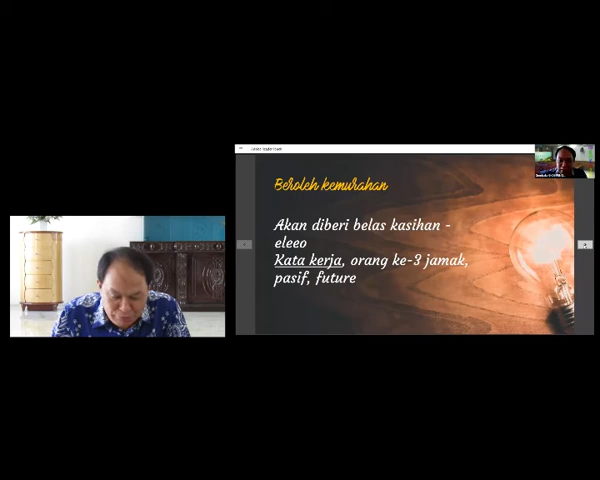 Beroleh kemurahan
Akan diberi belas kasihan -
eleeo
Kata kerja, orang ke-3 jamak,
pasif, future